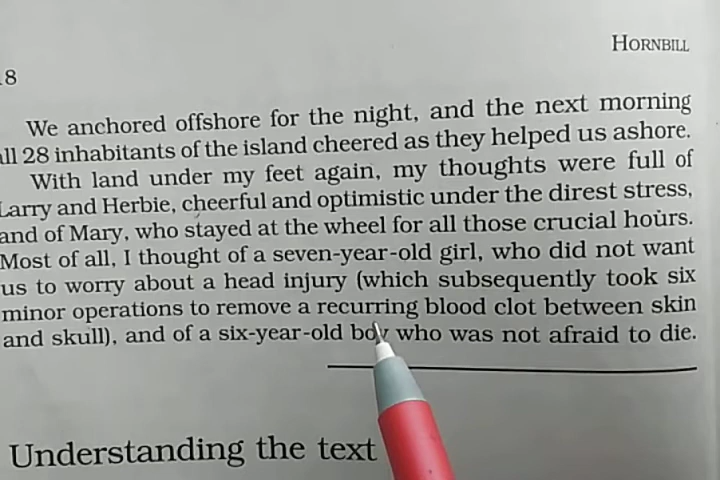 HORNBILL
18
We anchored offshore for the night, and the next morning
all 28 inhabitants of the island cheered as they helped us ashore.
With land under my feet again, my thoughts were full of
Larry and Herbie, cheerful and optimistic under the direst stress,
and of Mary, who stayed at the wheel for all those crucial hours.
Most of all, I thought of a seven-year-old girl, who did not want
us to worry about a head injury (which subsequently took six
minor operations to remove a recurring blood clot between skin
and skull), and of a six-year-old boy who was not afraid to die.
Understanding the text